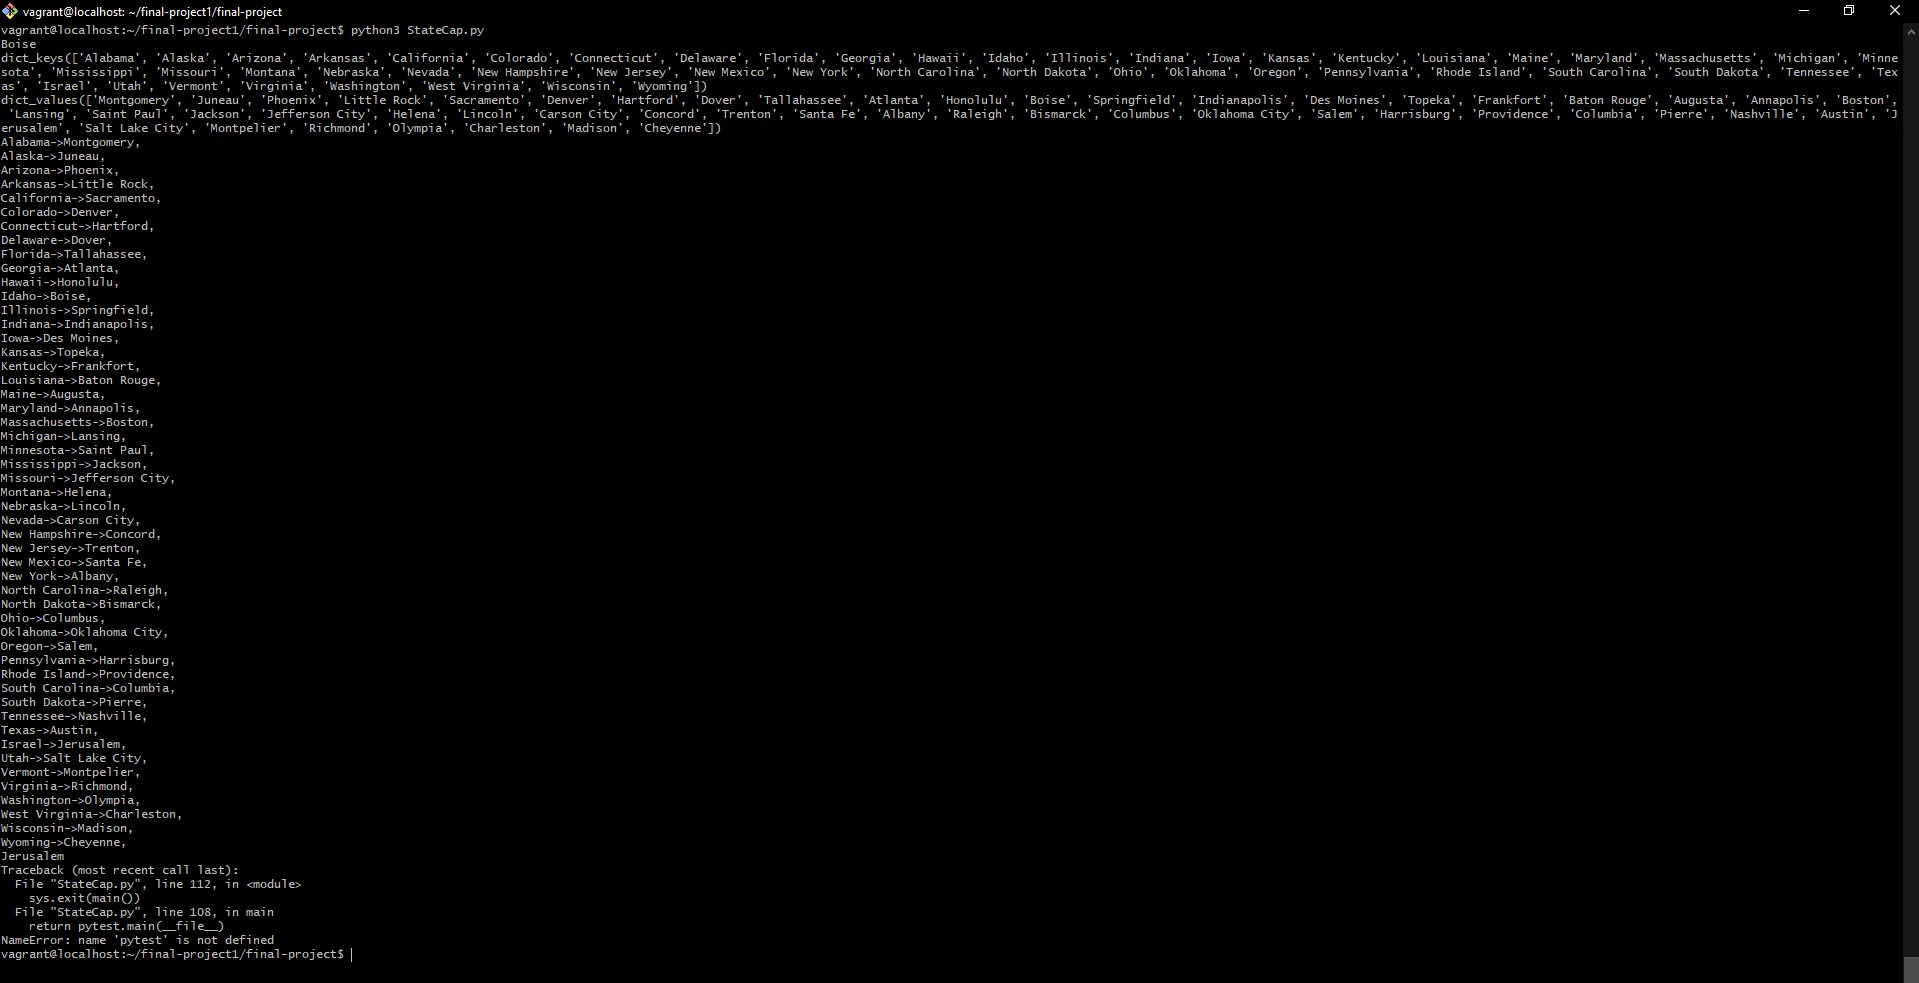 vagrant@localhost: ~/final-project1/final-project
vagrant@localhost:~/final-project1/final-project$ python3 StateCap.py
Boise
dict_keys(['Alabama', 'Alaska', 'Arizona', 'Arkansas', 'California', 'Colorado', 'Connecticut', 'Delaware', 'Florida', 'Georgia', 'Hawaii', 'Idaho', 'Illinois', 'Indiana', 'Iowa', 'Kansas', 'Kentucky', 'Louisiana', 'Maine', 'Maryland', 'Massachusetts', 'Michigan', 'Minne
sota', 'Mississippi', 'Missouri', 'Montana', 'Nebraska', 'Nevada', 'New Hampshire', 'New Jersey', 'New Mexico', 'New York', 'North Carolina', 'North Dakota', 'Ohio', 'Oklahoma', 'Oregon', 'Pennsylvania', 'Rhode Island', 'South Carolina', 'South Dakota', 'Tennessee', 'Tex
as', 'Israel', 'Utah', 'Vermont', 'Virginia', 'Washington', 'West Virginia', 'Wisconsin', 'Wyoming'])
dict_values(['Montgomery', 'Juneau', 'Phoenix', 'Little Rock', 'Sacramento', 'Denver', 'Hartford', 'Dover', 'Tallahassee', 'Atlanta', 'Honolulu', 'Boise', 'Springfield', 'Indianapolis', 'Des Moines', 'Topeka', 'Frankfort', 'Baton Rouge', 'Augusta', 'Annapolis', 'Boston',
'Lansing', 'Saint Paul', 'Jackson', 'Jefferson City', 'Helena', 'Lincoln', 'Carson City', 'Concord', 'Trenton', 'Santa Fe', 'Albany', 'Raleigh', 'Bismarck', 'Columbus', 'Oklahoma City', 'Salem', 'Harrisburg', 'Providence', 'Columbia', 'Pierre', 'Nashville', 'Austin', 'J
erusalem', 'Salt Lake City', 'Montpelier', 'Richmond', 'Olympia', 'Charleston', 'Madison', 'Cheyenne'])
Alabama->Montgomery,
Alaska->Juneau,
Arizona->Phoenix,
Arkansas->Little Rock,
California->Sacramento,
Colorado->Denver,
Connecticut->Hartford,
Delaware->Dover,
Florida->Tallahassee,
Georgia->Atlanta,
Hawaii->Honolulu,
Idaho->Boise,
Illinois->Springfield,
Indiana->Indianapolis,
Iowa->Des Moines,
Kansas->Topeka,
Kentucky->Frankfort,
Louisiana->Baton Rouge,
Maine->Augusta,
Maryland->Annapolis,
Massachusetts->Boston,
Michigan->Lansing,
Minnesota->Saint Paul,
Mississippi->Jackson,
Missouri->Jefferson City,
Montana->Helena,
Nebraska->Lincoln,
Nevada->Carson City,
New Hampshire->Concord,
New Jersey->Trenton,
New Mexico->Santa Fe,
New York->Albany,
North Carolina->Raleigh,
North Dakota->Bismarck,
Ohio->Columbus,
Oklahoma->Oklahoma City,
Oregon->Salem,
Pennsylvania->Harrisburg,
Rhode Island->Providence,
South Carolina->Columbia,
South Dakota->Pierre,
Tennessee->Nashville,
Texas->Austin,
Israel->Jerusalem,
Utah->Salt Lake City,
Vermont->Montpelier,
Virginia->Richmond,
Washington->Olympia,
West Virginia->Charleston,
Wisconsin->Madison,
Wyoming->Cheyenne,
Jerusalem
Traceback (most recent call last):
  File "StateCap.py", line 112, in <module>
    sys.exit(main())
  File "StateCap.py", line 108, in main
    return pytest.main(__file__)
NameError: name 'pytest' is not defined
vagrant@localhost:~/final-project1/final-project$